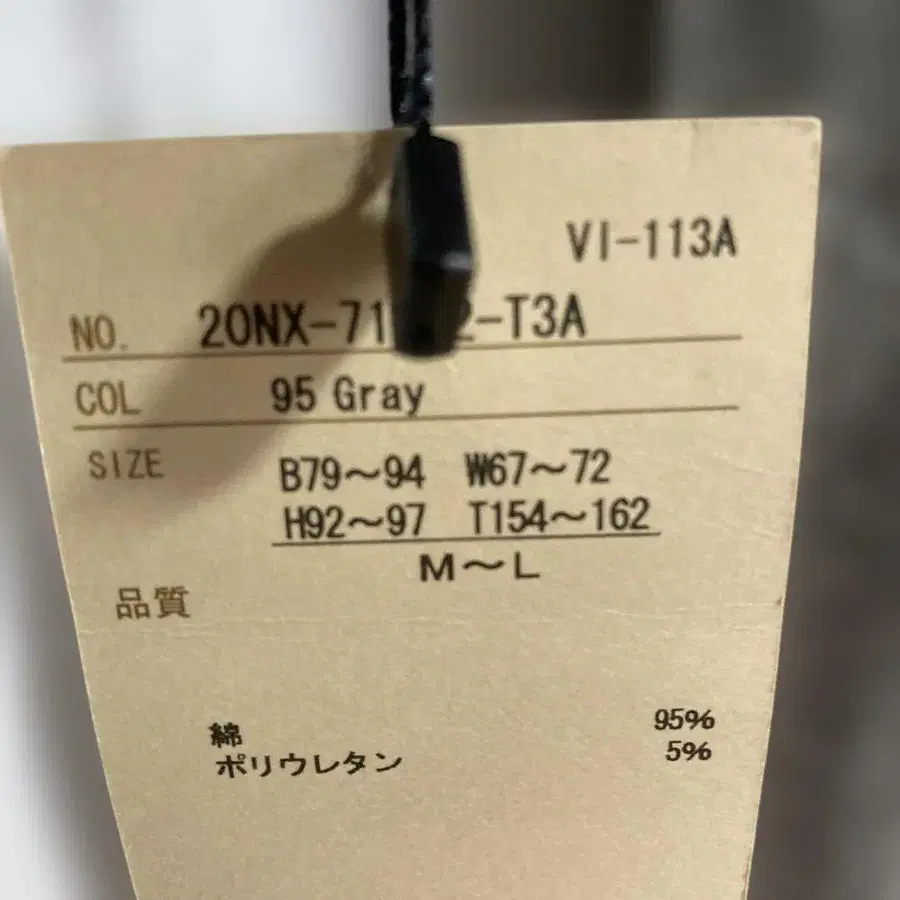 VI-113A
NO. 20NX-71 2-T3A
COL 95 Gray
SIZE B79～94 W67～72
H92～97 T154～162
M～L
品質
綿 95%
ポリウレタン 5%